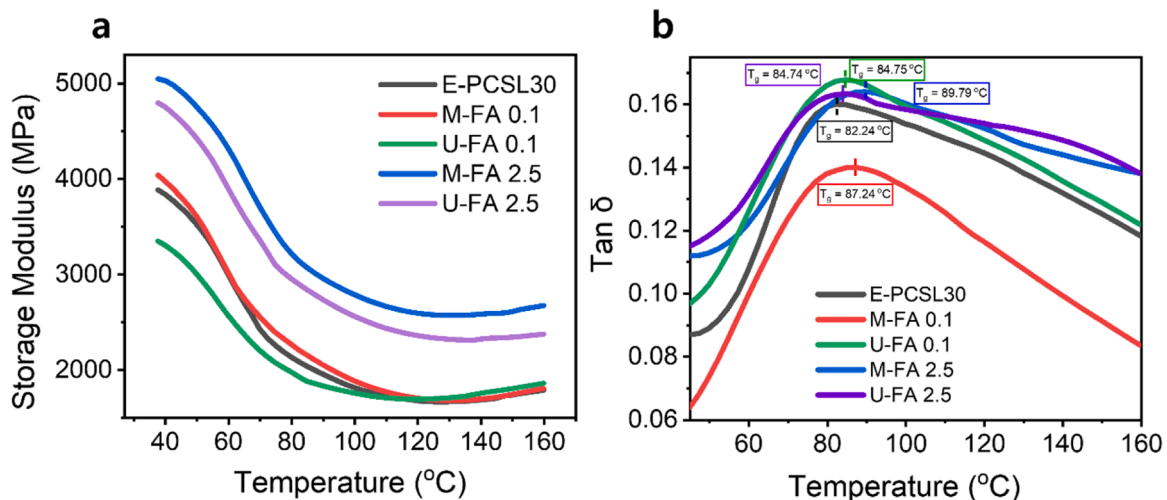 a
Storage Modulus (MPa)
5000
4000
3000
2000
40
60
80
100
120
140
160
Temperature (°C)
E-PCSL30
M-FA 0.1
U-FA 0.1
M-FA 2.5
U-FA 2.5
b
Tan δ
0.16
0.14
0.12
0.10
0.08
0.06
60
80
100
120
140
160
Temperature (°C)
Tg = 84.74 °C
Tg = 84.75 °C
Tg = 89.79 °C
Tg = 82.24 °C
Tg = 87.24 °C
E-PCSL30
M-FA 0.1
U-FA 0.1
M-FA 2.5
U-FA 2.5